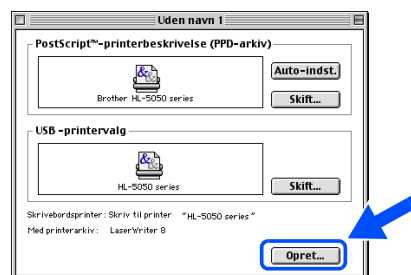 Uden navn 1
PostScript™-printerbeskrivelse (PPD-arkiv)
Auto-indst.
Brother HL-5050 series
Skift...
USB -printervalg
HL-5050 series
Skift...
Skrivebordsprinter: Skriv til printer "HL-5050 series"
Med printerarkiv: LaserWriter 8
Opret...